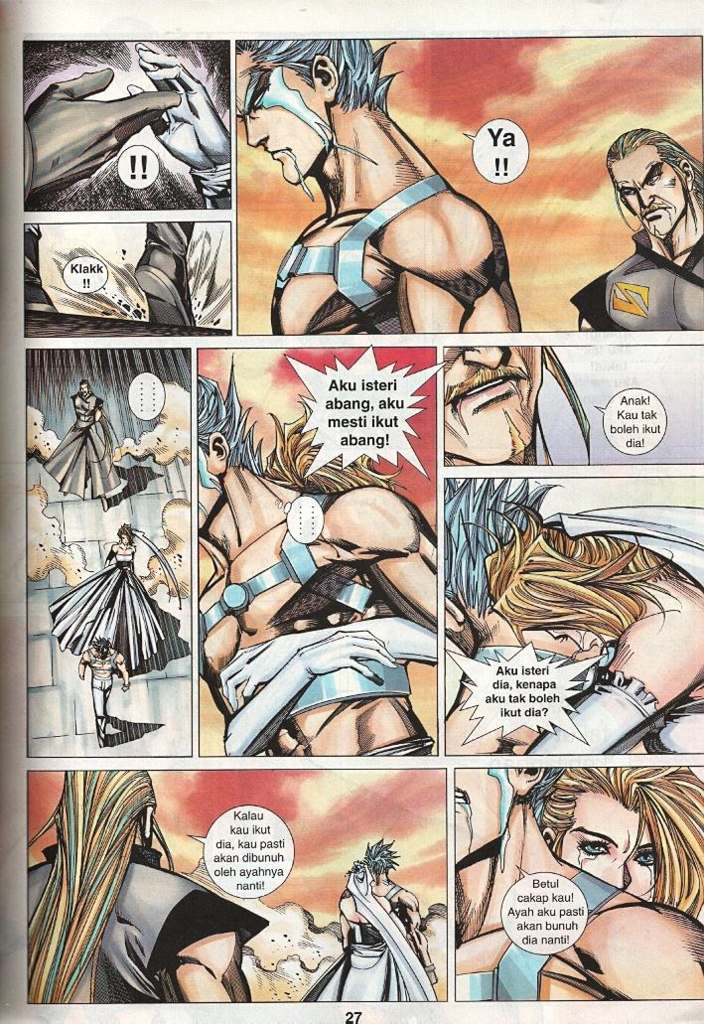 !!
Ya
!!
Klakk
!!
.....
Aku isteri
abang, aku
mesti ikut
abang!
.....
Anak!
Kau tak
boleh ikut
dia!
Aku isteri
dia, kenapa
aku tak boleh
ikut dia?
Kalau
kau ikut
dia, kau pasti
akan dibunuh
oleh ayahnya
nanti!
Betul
cakap kau!
Ayah aku pasti
akan bunuh
dia nanti!
27